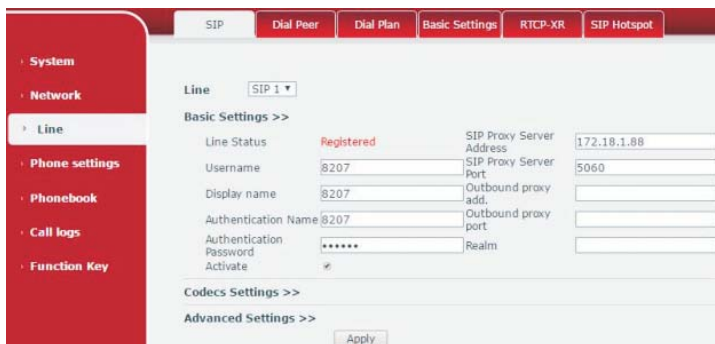 SIP Dial Peer Dial Plan Basic Settings RTCP-XR SIP Hotspot
System
Network
Line
Phone settings
Phonebook
Call logs
Function Key
Line SIP 1
Basic Settings >>
Line Status Registered SIP Proxy Server Address 172.18.1.88
Username 8207 SIP Proxy Server Port 5060
Display name 8207 Outbound proxy add.
Authentication Name 8207 Outbound proxy port
Authentication Password •••••• Realm
Activate
Codecs Settings >>
Advanced Settings >>
Apply